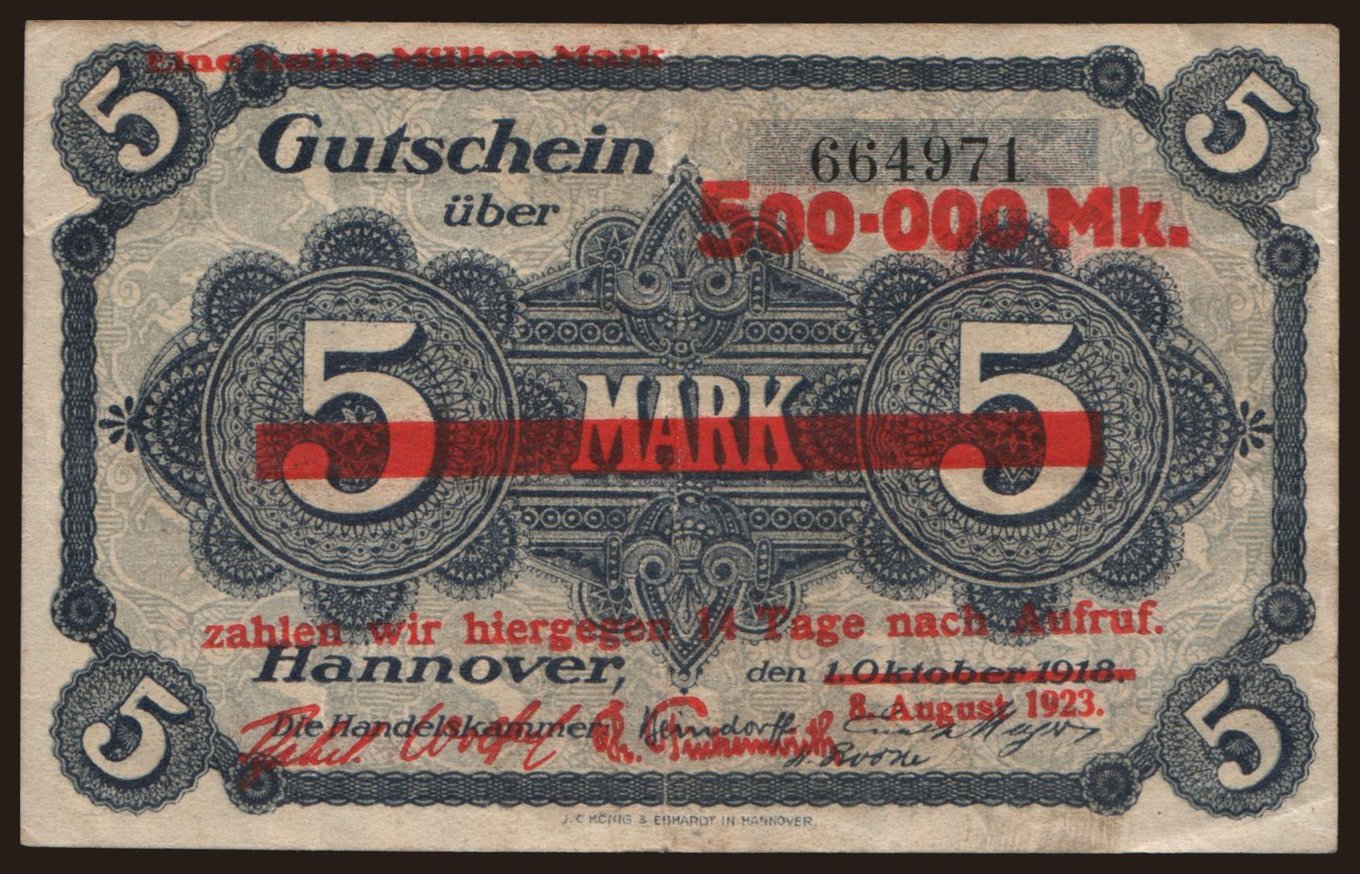 5 5
Eine halbe Million Mark
Gutschein
664971
über
500-000 Mk.
5 MARK 5
zahlen wir hiergegen 14 Tage nach Aufruf.
Hannover, den 1. Oktober 1918.
8. August 1923.
Die Handelskammer
5 5
J. C. KÖNIG & EBHARDT IN HANNOVER.